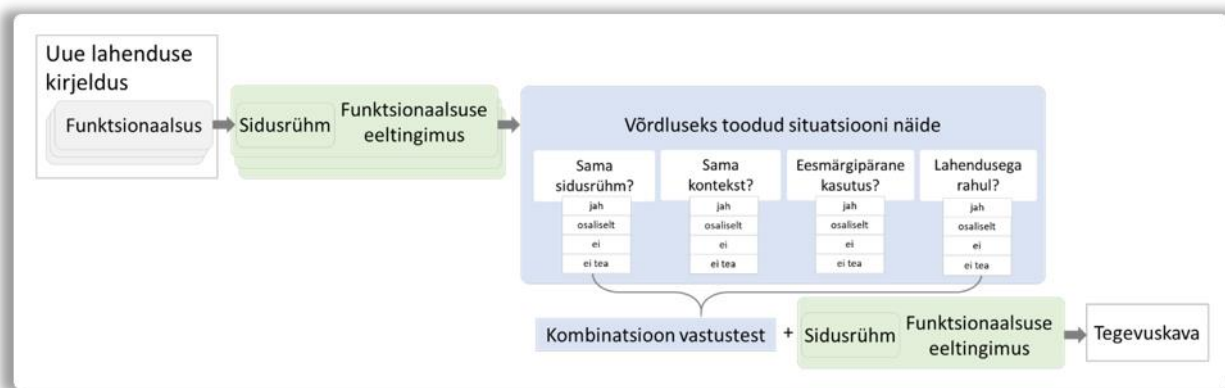 Uue lahenduse
kirjeldus
Funktsionaalsus
Sidusrühm
Funktsionaalsuse
eeltingimus
Võrdluseks toodud situatsiooni näide
Sama
sidusrühm?
jah
osaliselt
ei
ei tea
Sama
kontekst?
jah
osaliselt
ei
ei tea
Eesmärgipärane
kasutus?
jah
osaliselt
ei
ei tea
Lahendusega
rahul?
jah
osaliselt
ei
ei tea
Kombinatsioon vastustest
+
Sidusrühm
Funktsionaalsuse
eeltingimus
Tegevuskava